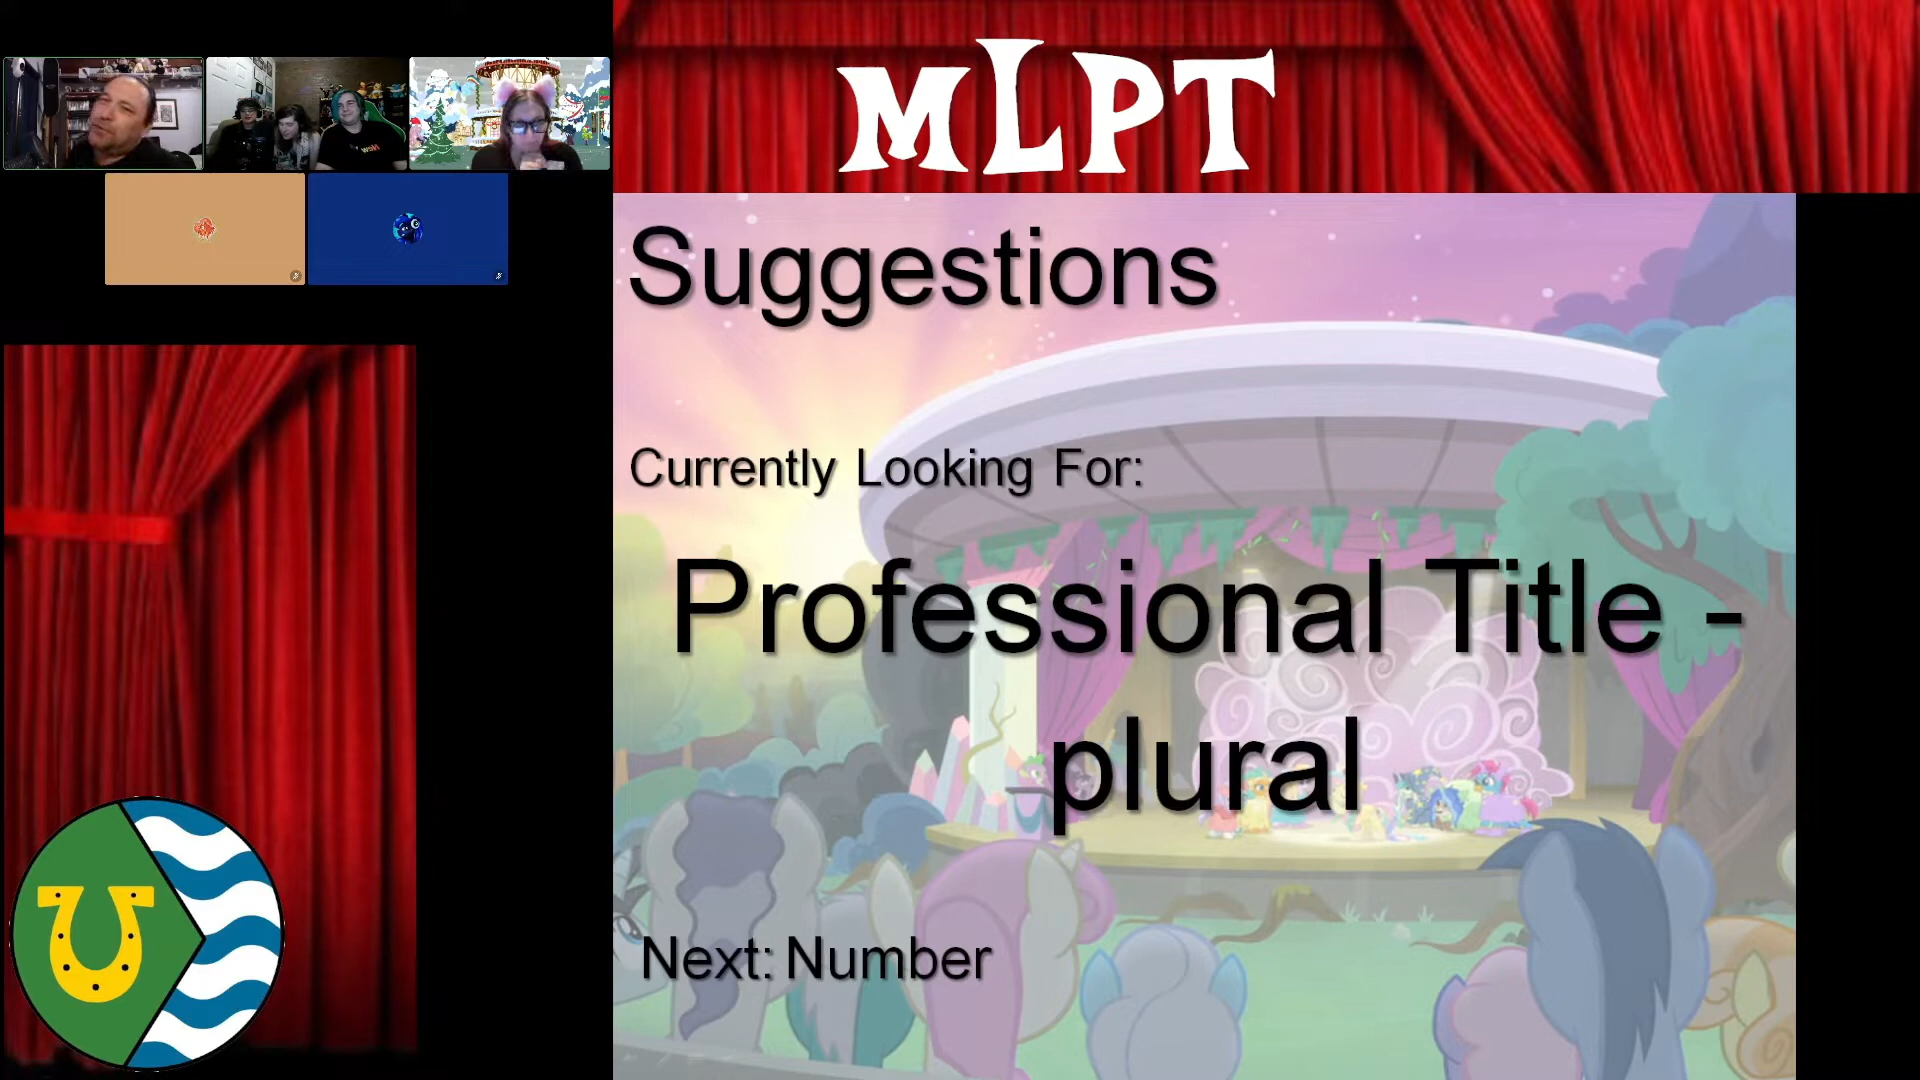 MLPT
Suggestions
Currently Looking For:
Professional Title -
plural
Next: Number